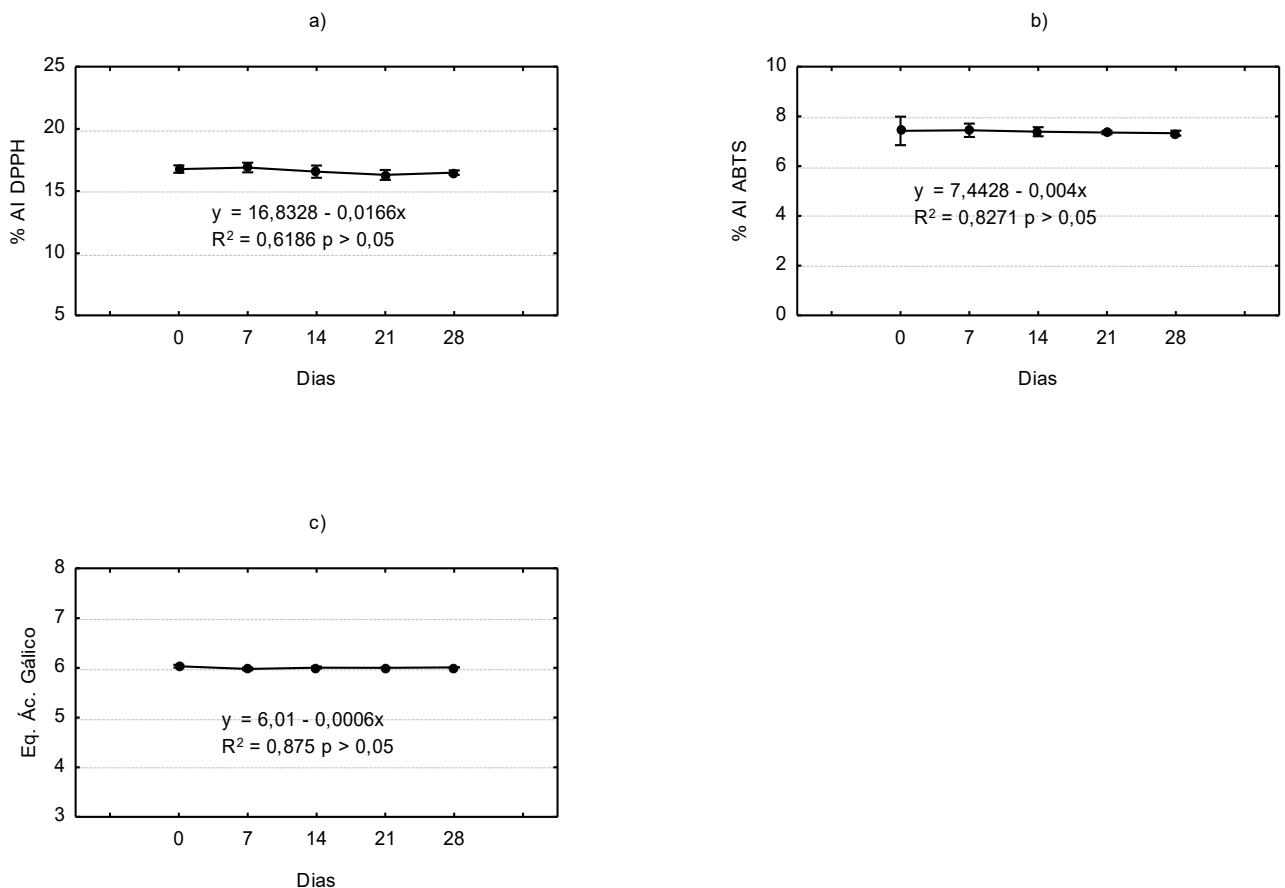 a)
25
20
15
10
5
% AI DPPH
y = 16,8328 - 0,0166x
R² = 0,6186 p > 0,05
0 7 14 21 28
Dias
b)
10
8
6
4
2
0
% AI ABTS
y = 7,4428 - 0,004x
R² = 0,8271 p > 0,05
0 7 14 21 28
Dias
c)
8
7
6
5
4
3
Eq. Ác. Gálico
y = 6,01 - 0,0006x
R² = 0,875 p > 0,05
0 7 14 21 28
Dias